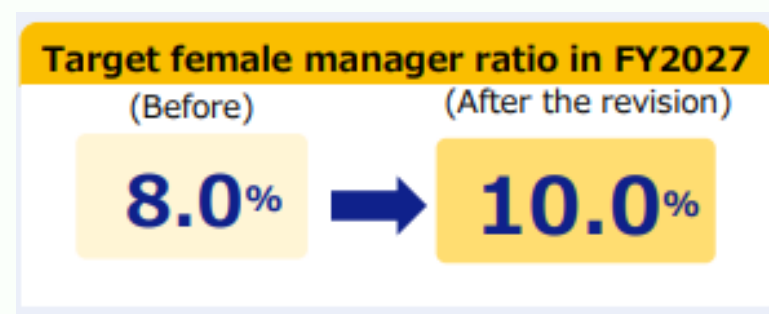 Target female manager ratio in FY2027
(Before) (After the revision)
8.0% 10.0%